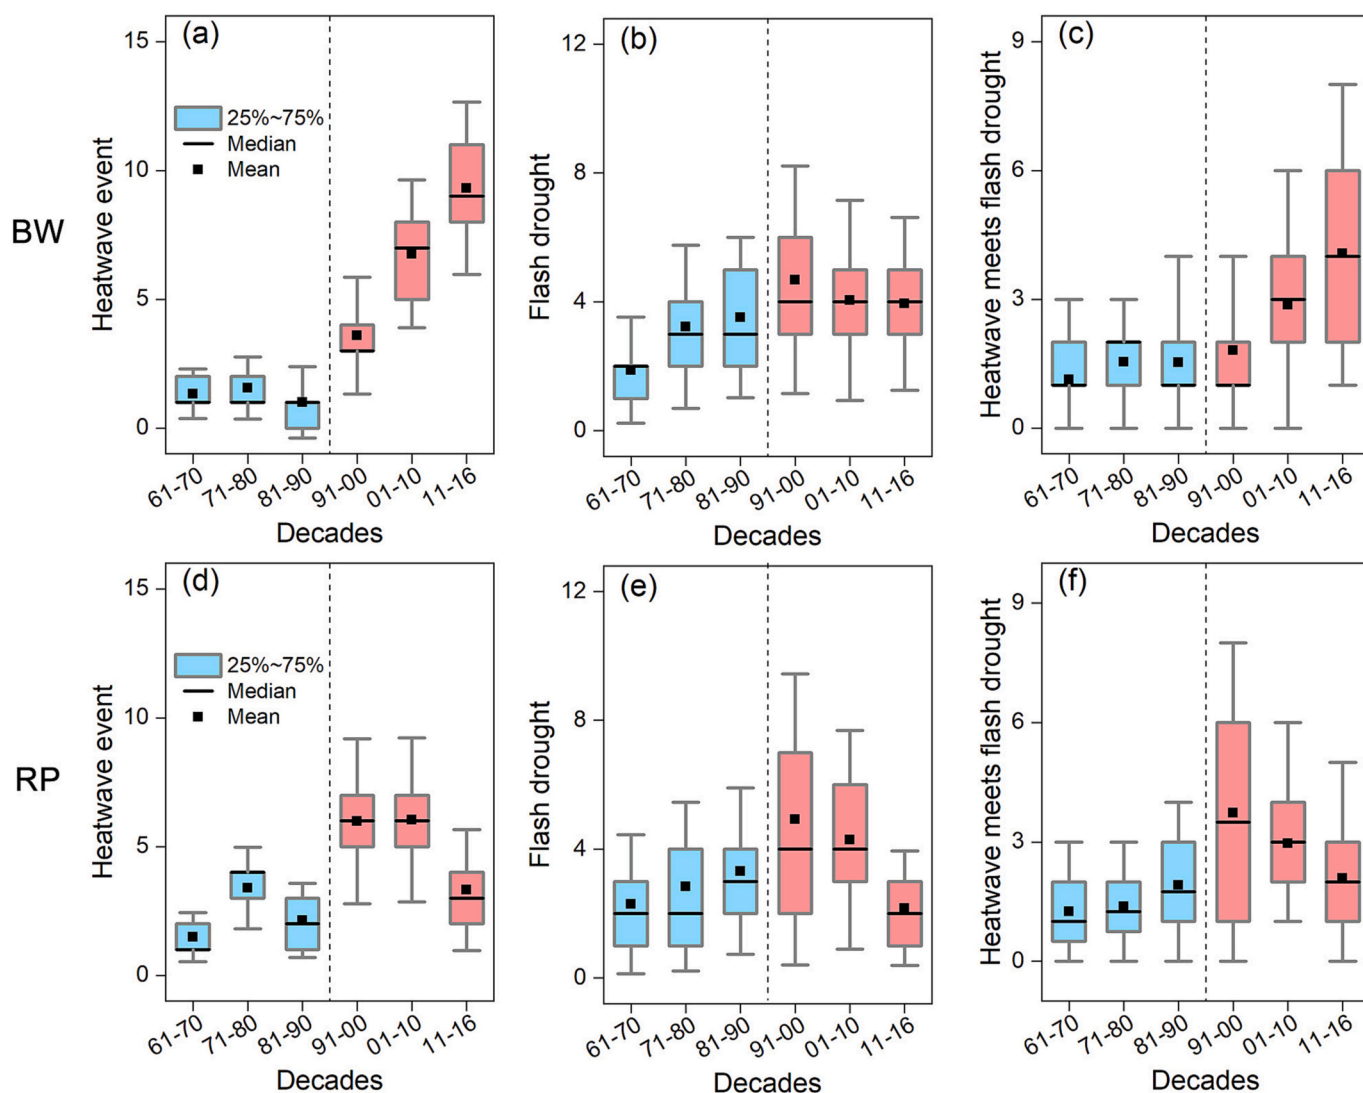 BW
(a)
Heatwave event
15
10
5
0
25%~75%
Median
Mean
61-70
71-80
81-90
91-00
01-10
11-16
Decades
(b)
Flash drought
12
8
4
0
61-70
71-80
81-90
91-00
01-10
11-16
Decades
(c)
Heatwave meets flash drought
9
6
3
0
61-70
71-80
81-90
91-00
01-10
11-16
Decades
RP
(d)
Heatwave event
15
10
5
0
25%~75%
Median
Mean
61-70
71-80
81-90
91-00
01-10
11-16
Decades
(e)
Flash drought
12
8
4
0
61-70
71-80
81-90
91-00
01-10
11-16
Decades
(f)
Heatwave meets flash drought
9
6
3
0
61-70
71-80
81-90
91-00
01-10
11-16
Decades